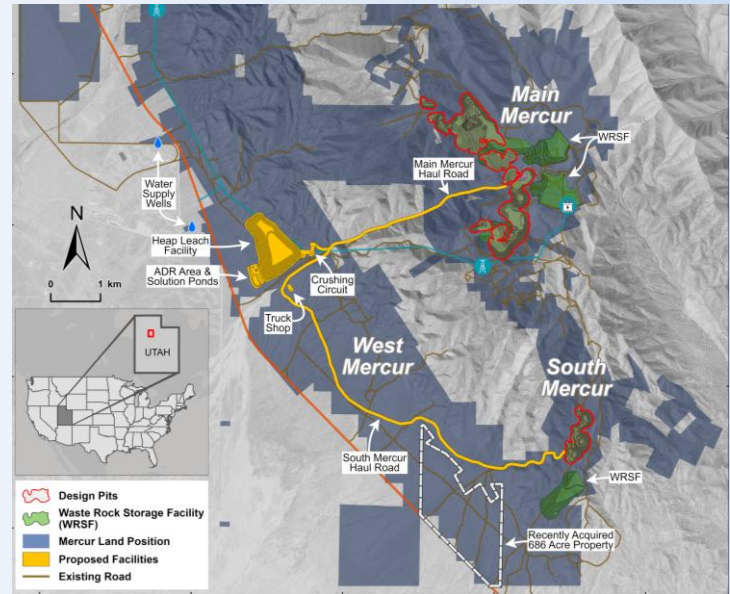 Main
Mercur
WRSF
Main Mercur
Haul Road
Water
Supply
Wells
N
Heap Leach
Facility
ADR Area &
Solution Ponds
0 1 km
Crushing
Circuit
Truck
Shop
West
Mercur
South
Mercur
UTAH
South Mercur
Haul Road
WRSF
Recently Acquired
686 Acre Property
Design Pits
Waste Rock Storage Facility
(WRSF)
Mercur Land Position
Proposed Facilities
Existing Road